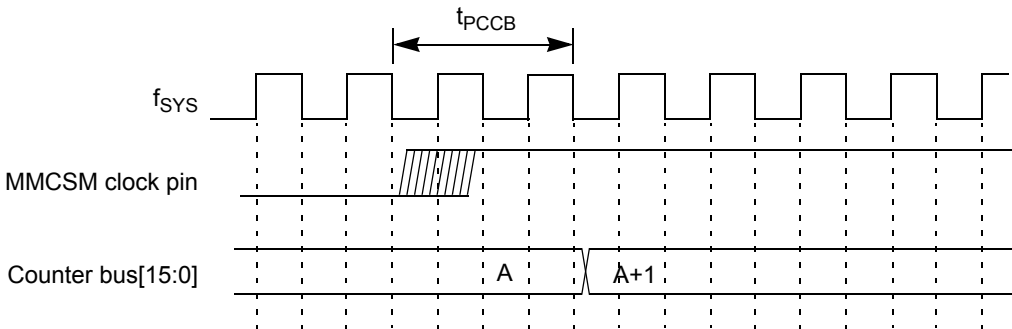 tPCCB
fSYS
MMCSM clock pin
Counter bus[15:0]
A
A+1